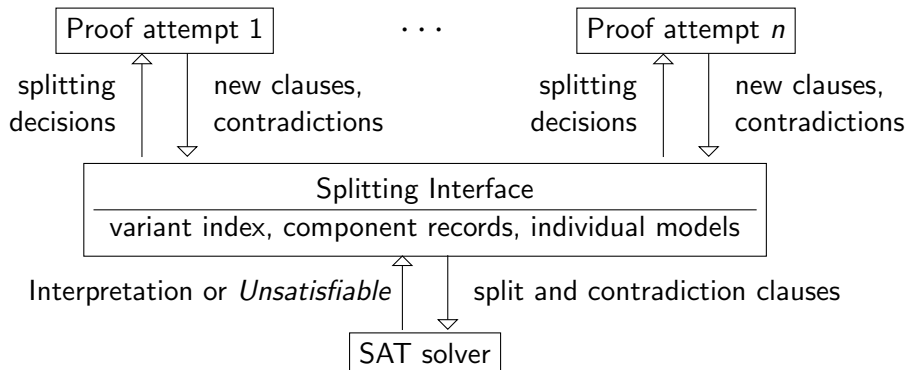 Proof attempt 1
. . .
Proof attempt n
splitting
decisions
new clauses,
contradictions
splitting
decisions
new clauses,
contradictions
Splitting Interface
variant index, component records, individual models
Interpretation or Unsatisfiable
split and contradiction clauses
SAT solver